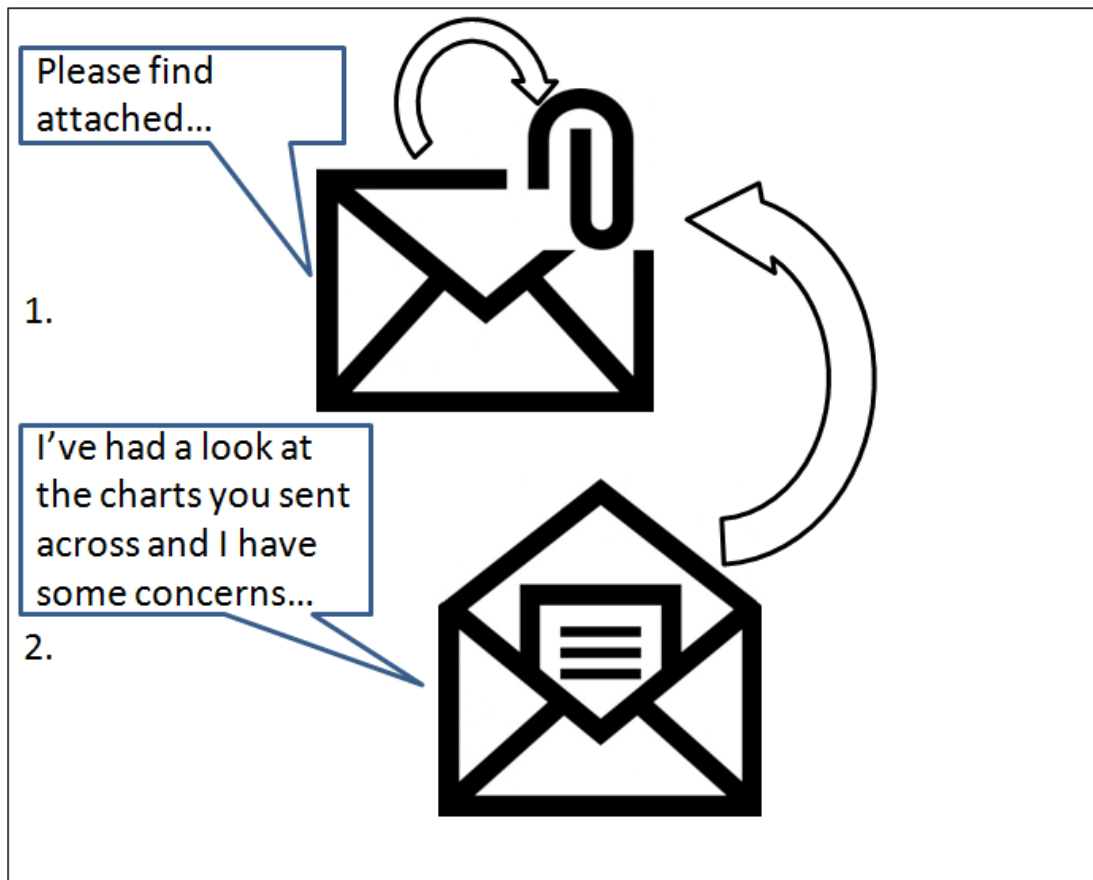 Please find
attached…
1.
I've had a look at
the charts you sent
across and I have
some concerns…
2.